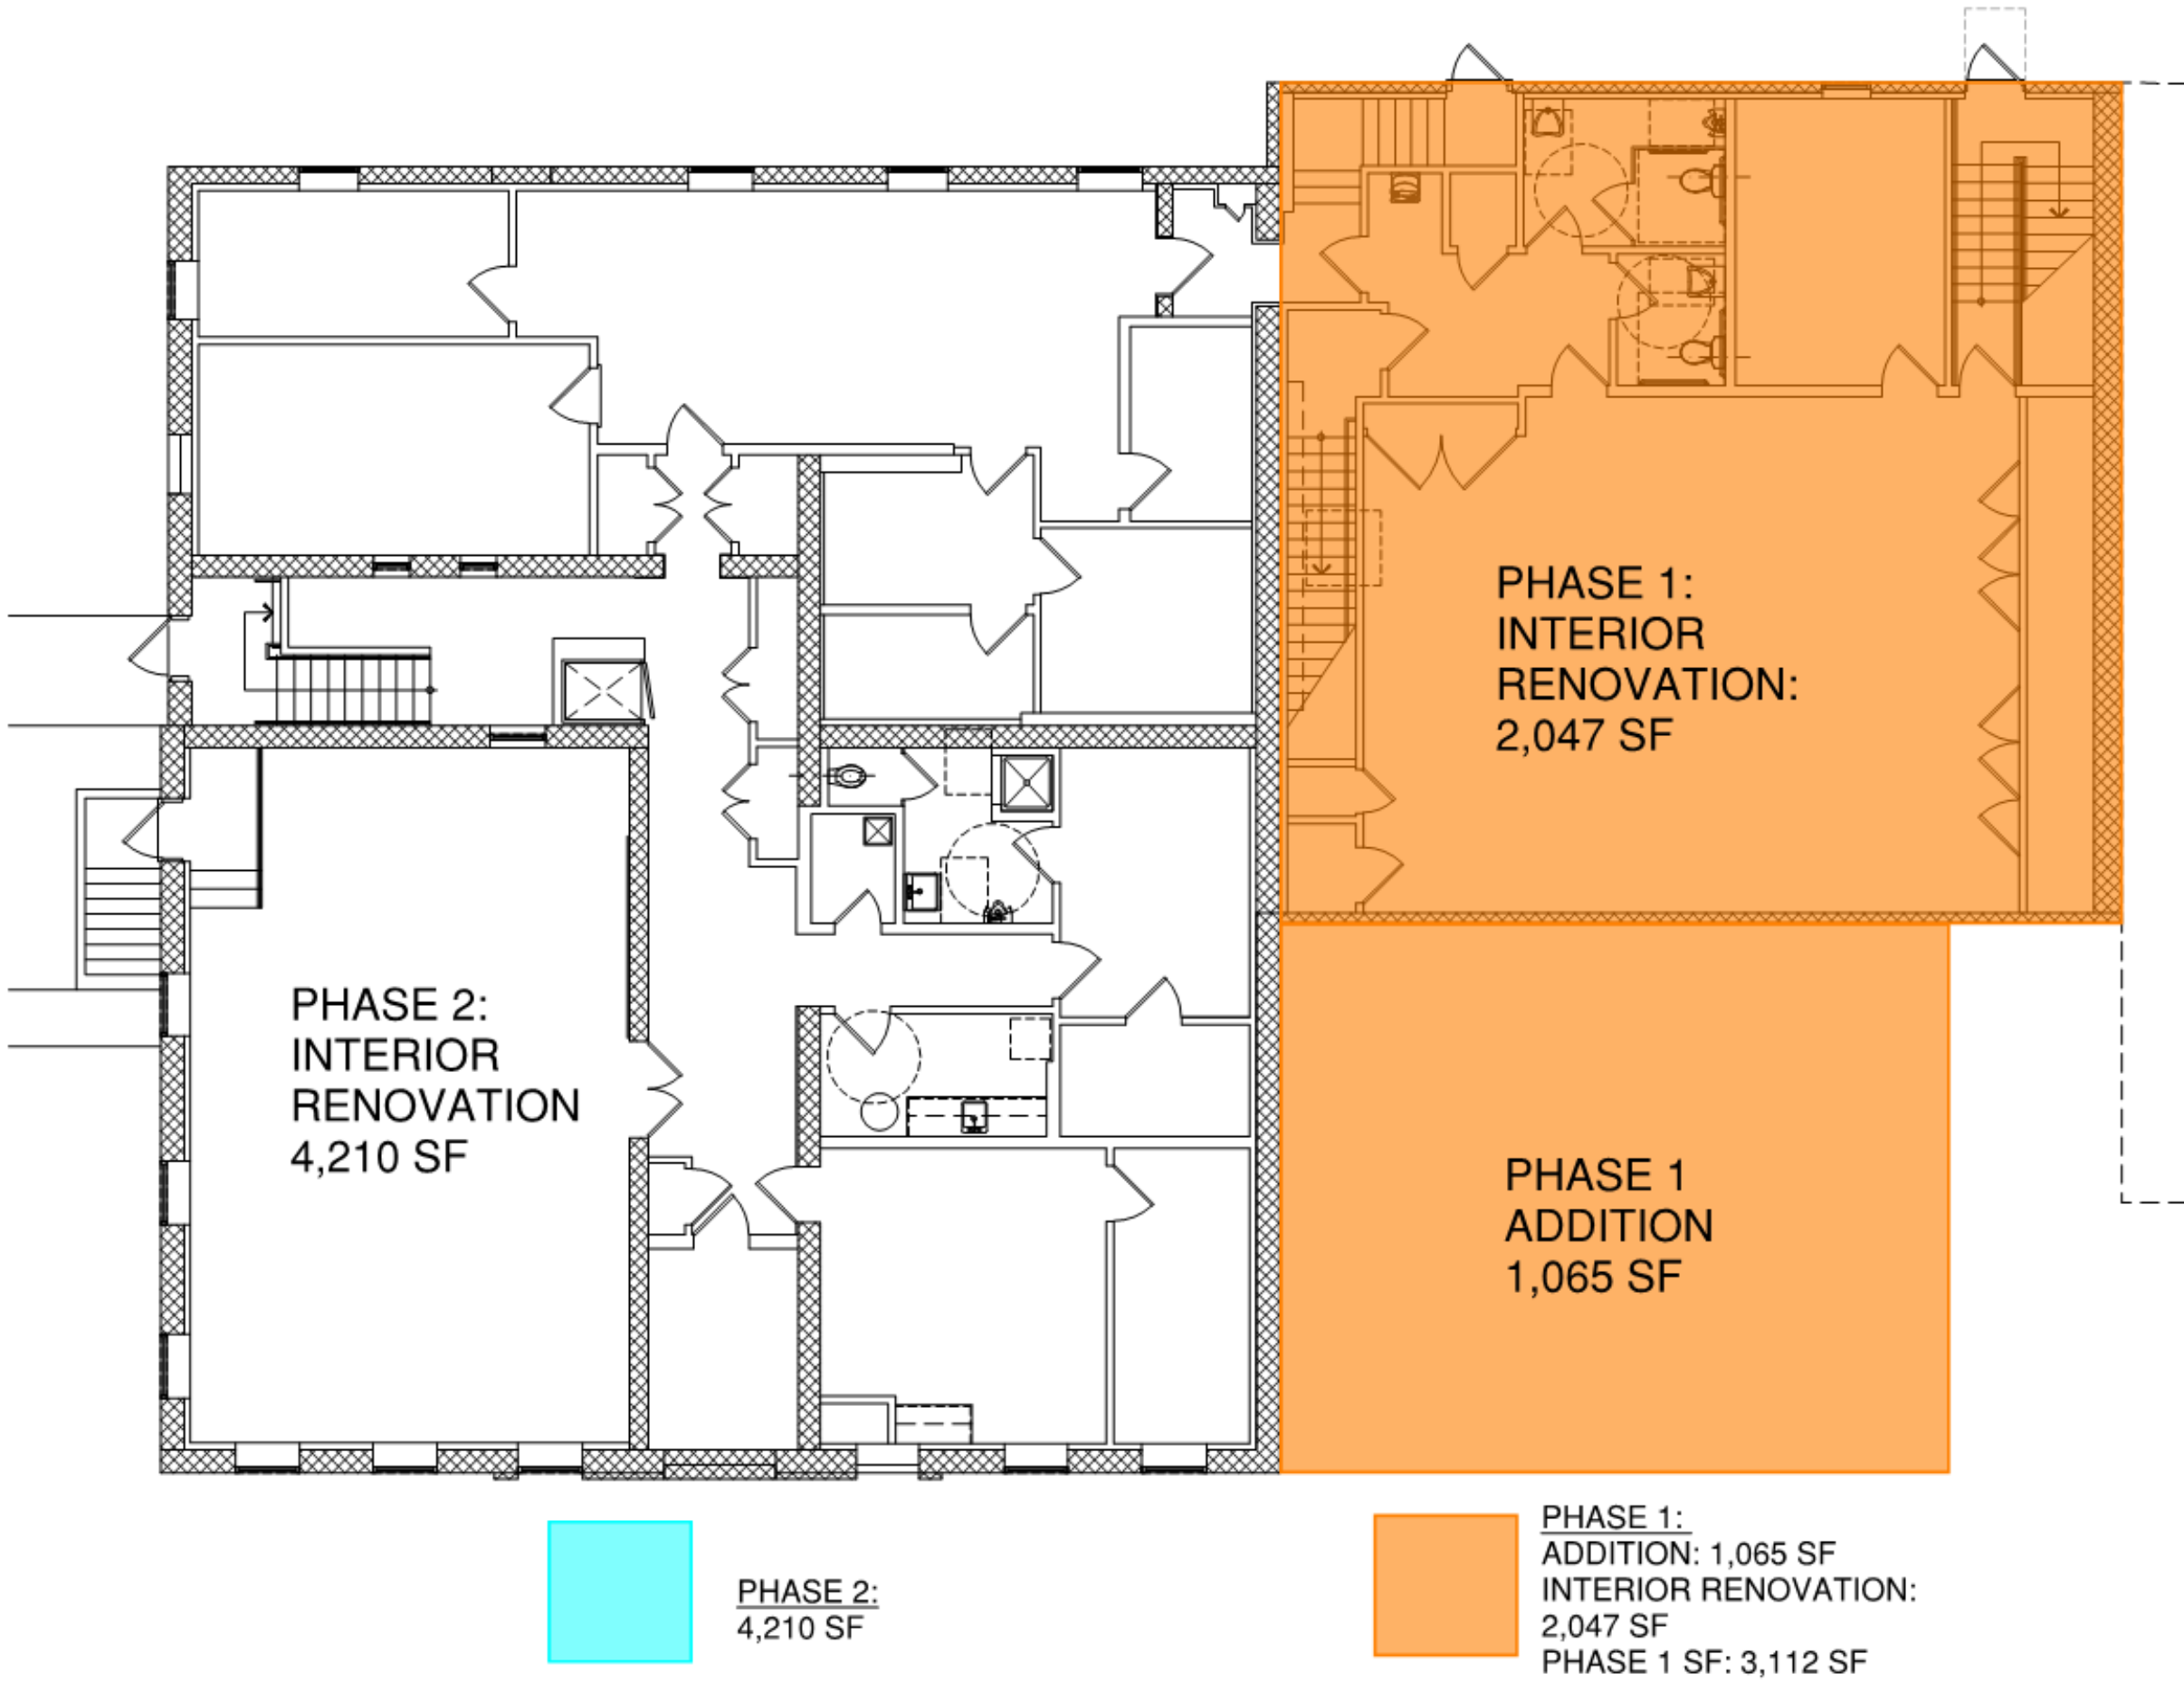 PHASE 1:
INTERIOR
RENOVATION:
2,047 SF
PHASE 2:
INTERIOR
RENOVATION
4,210 SF
PHASE 1
ADDITION
1,065 SF
PHASE 2:
4,210 SF
PHASE 1:
ADDITION: 1,065 SF
INTERIOR RENOVATION:
2,047 SF
PHASE 1 SF: 3,112 SF